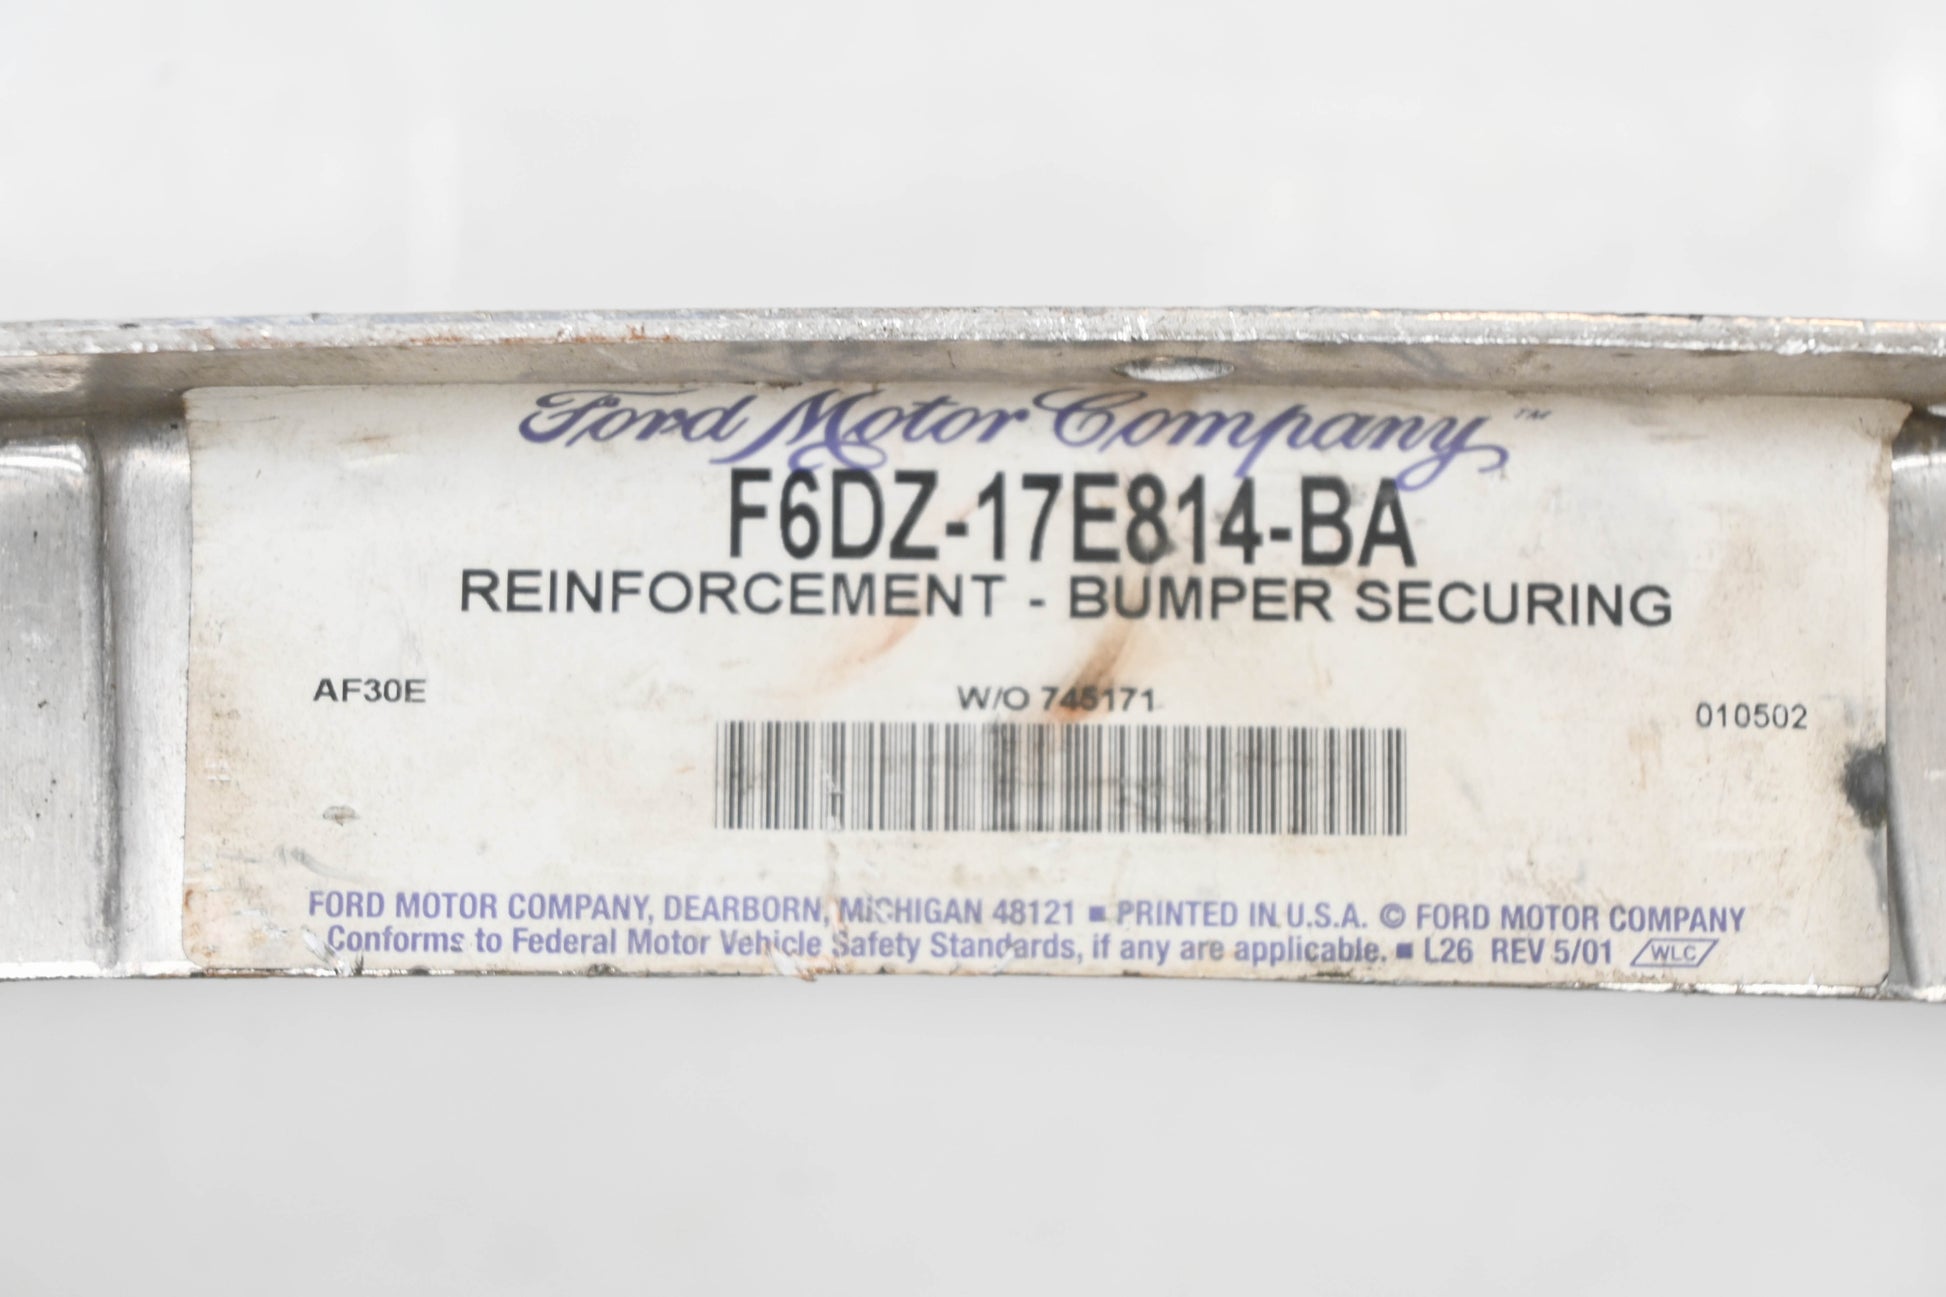 Ford Motor Company™
F6DZ-17E814-BA
REINFORCEMENT - BUMPER SECURING
AF30E
W/O 745171
010502
FORD MOTOR COMPANY, DEARBORN, MICHIGAN 48121 ■ PRINTED IN U.S.A. © FORD MOTOR COMPANY
Conforms to Federal Motor Vehicle Safety Standards, if any are applicable. ■ L26 REV 5/01 WLC